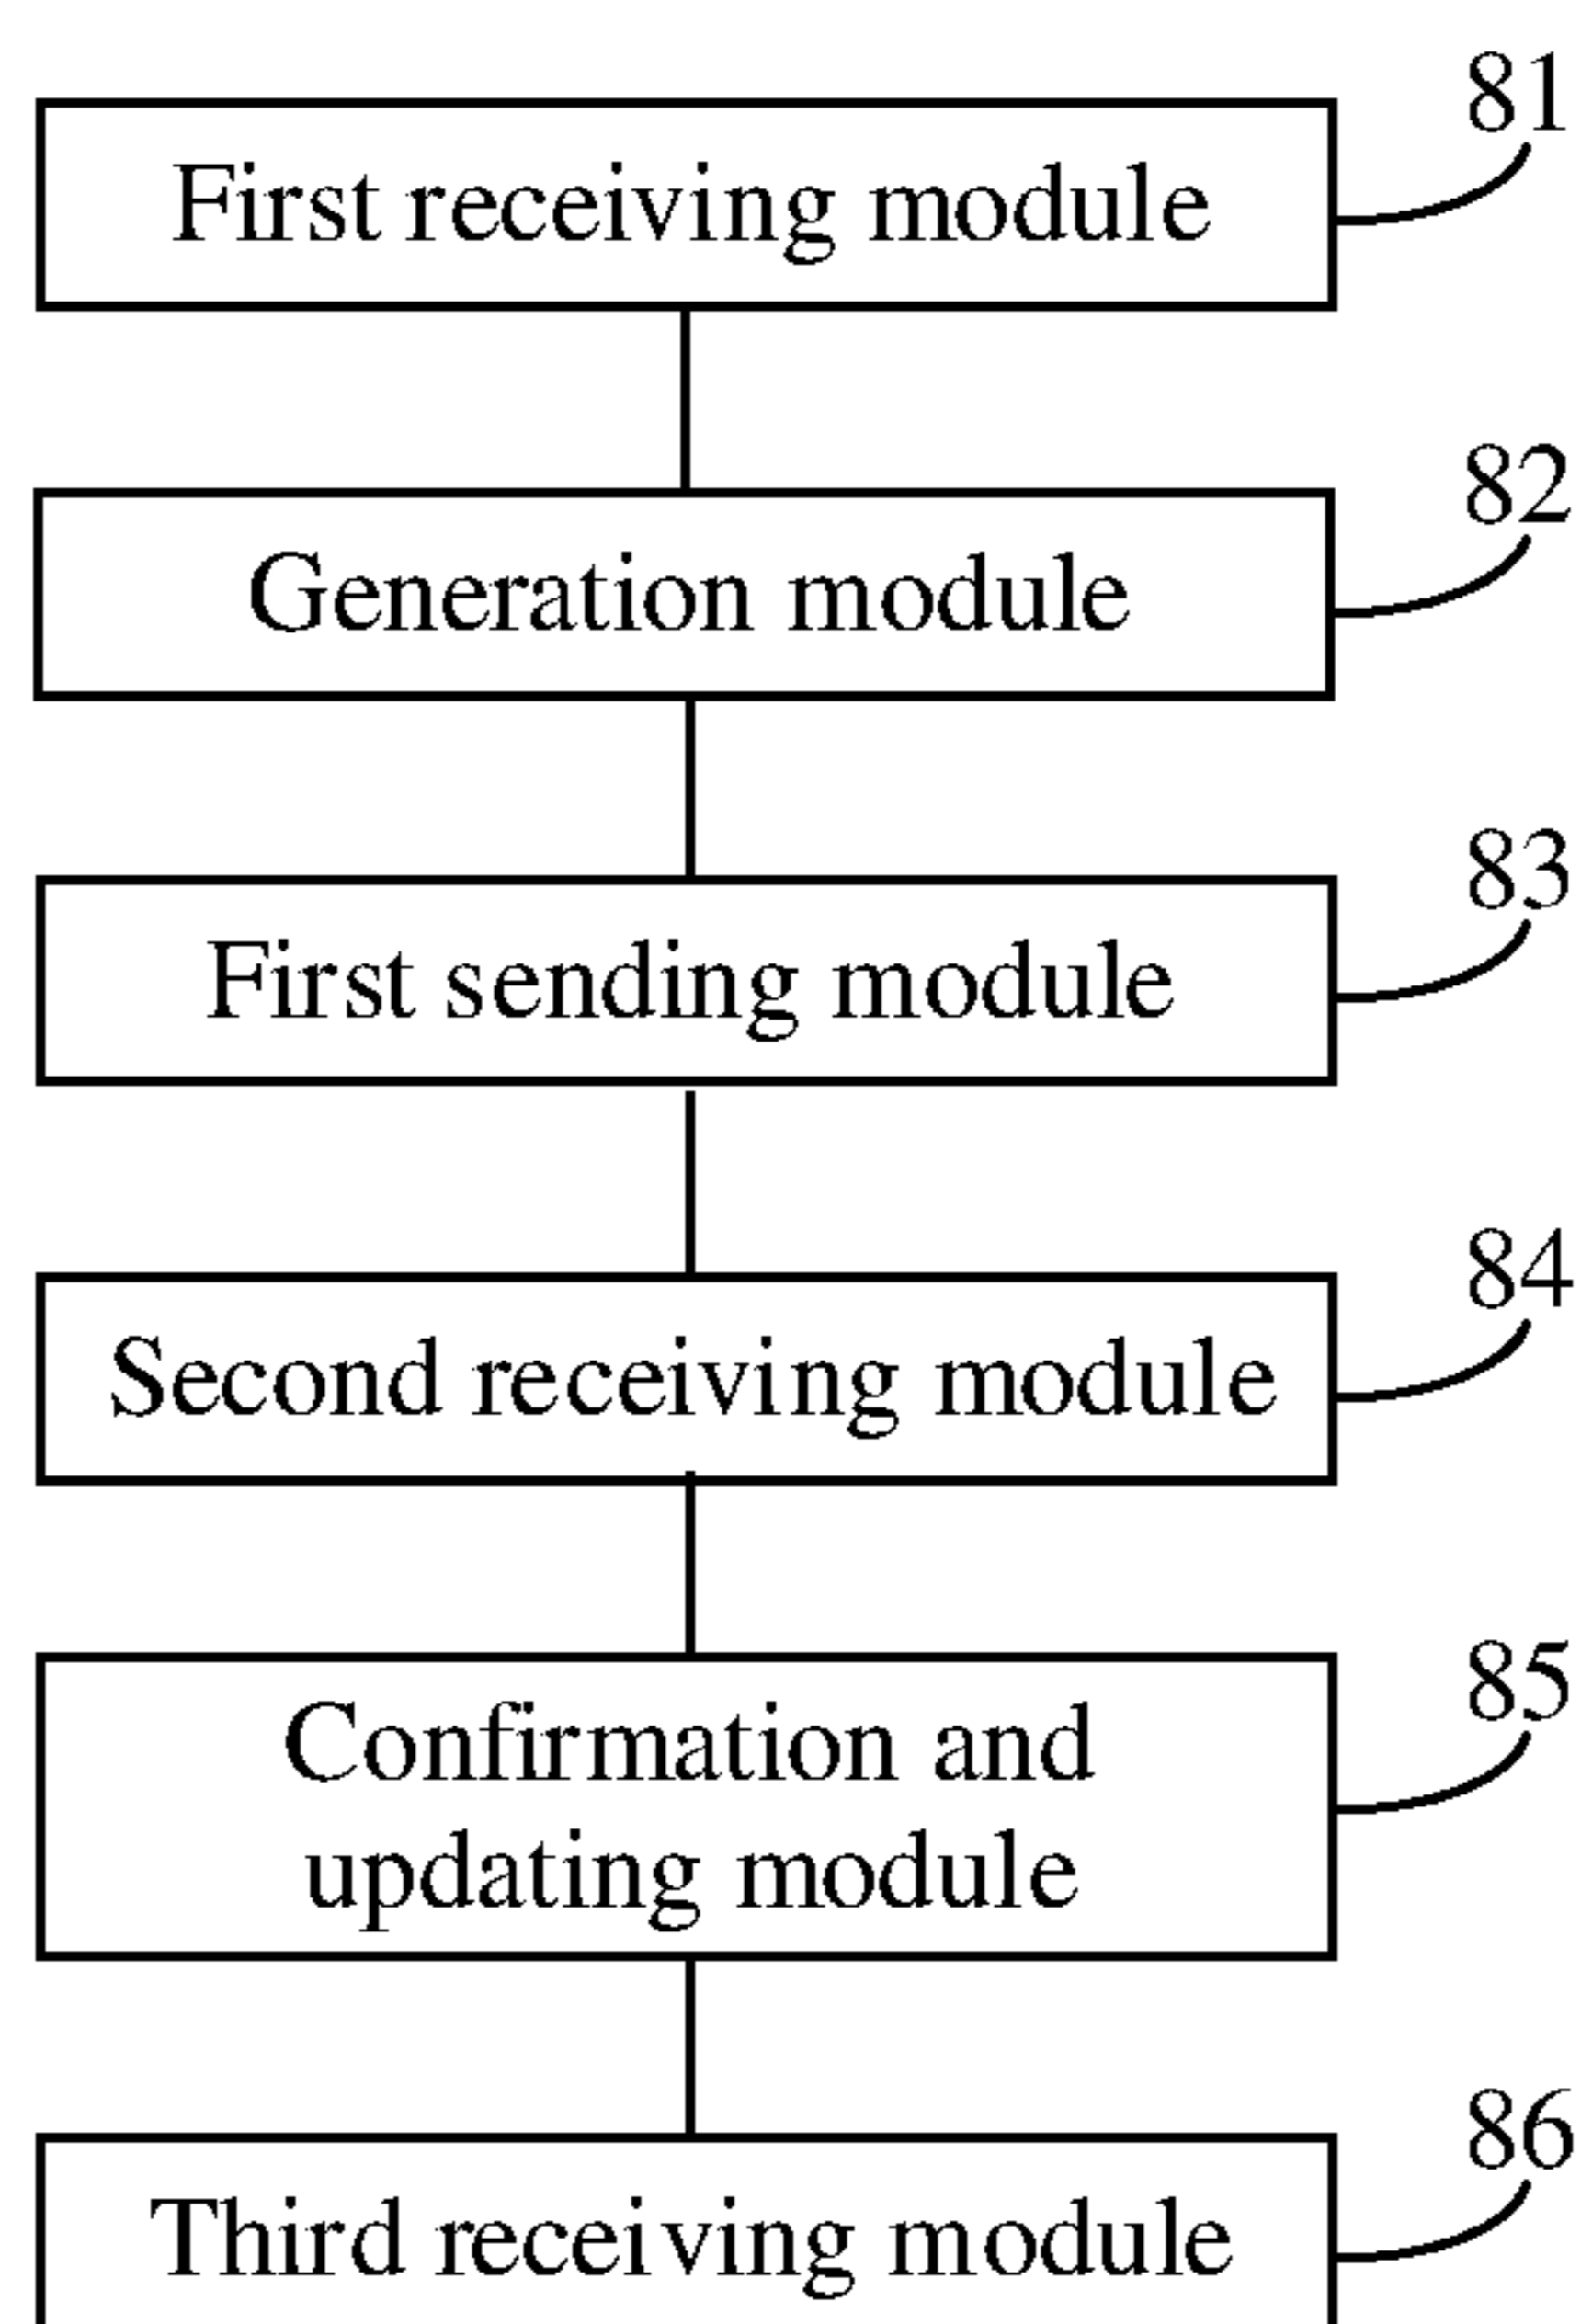 81
First receiving module
82
Generation module
83
First sending module
84
Second receiving module
85
Confirmation and
updating module
86
Third receiving module